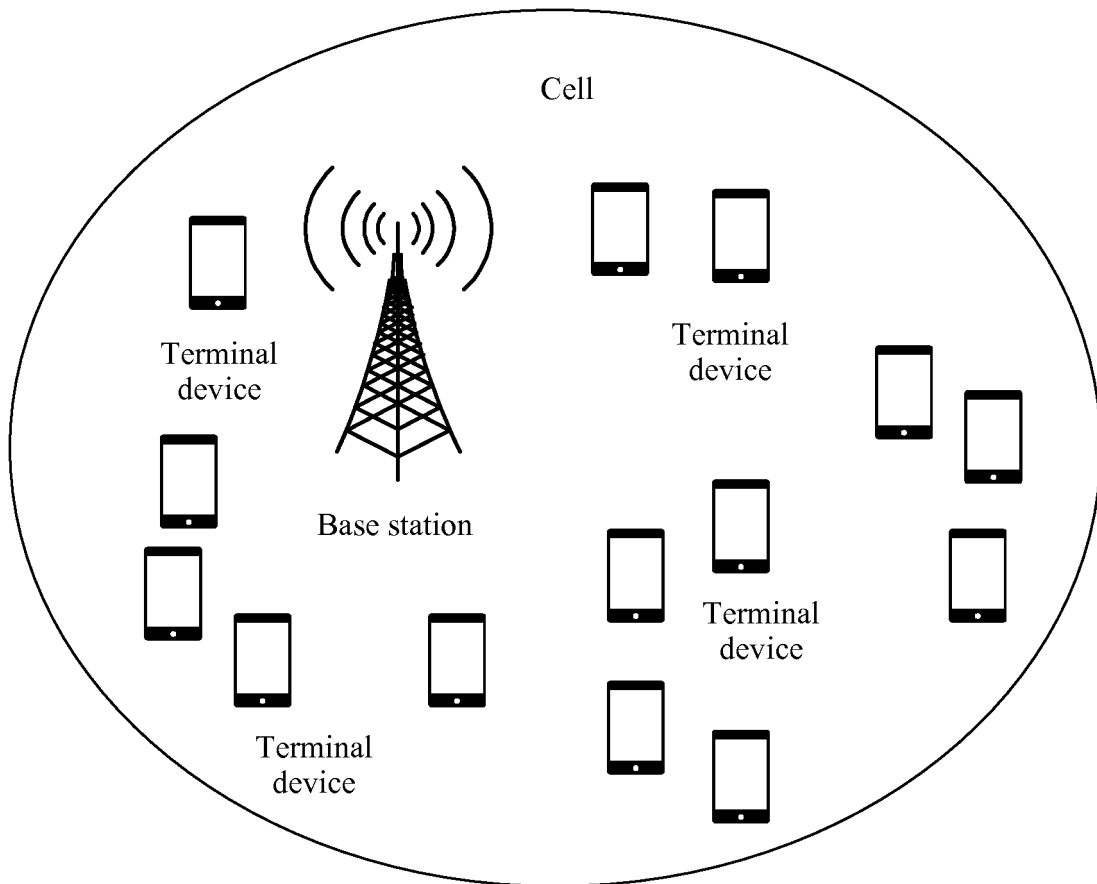 Cell
Terminal
device
Terminal
device
Base station
Terminal
device
Terminal
device